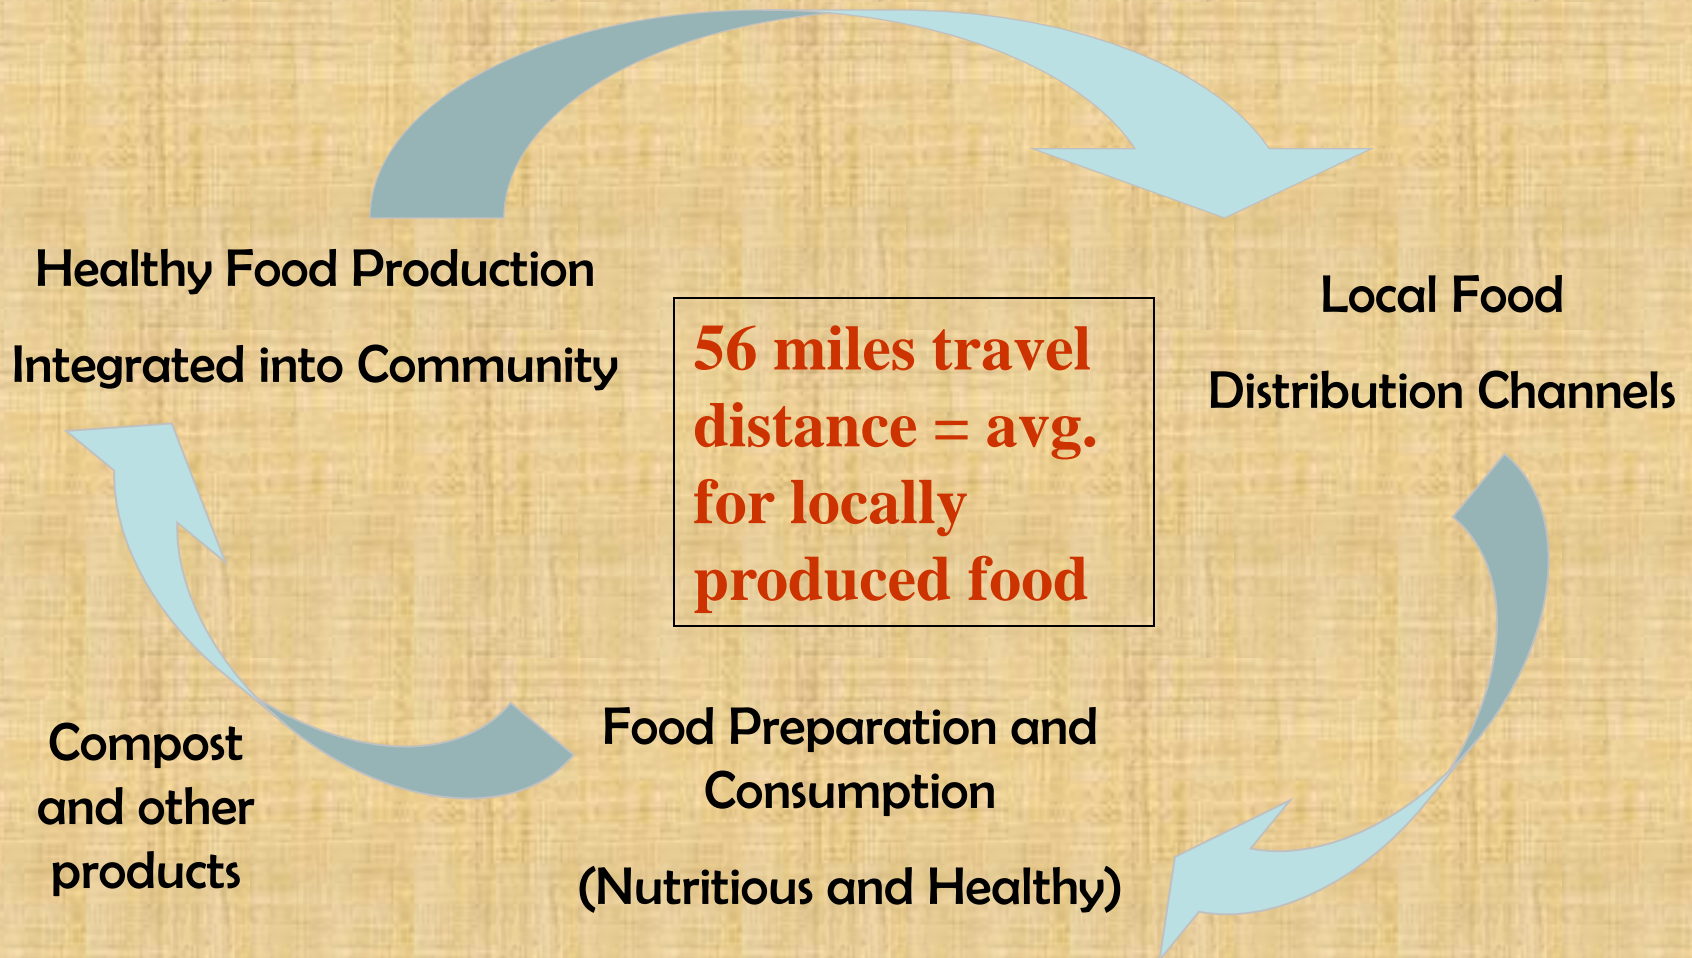 Healthy Food Production
Integrated into Community
Local Food
Distribution Channels
56 miles travel
distance = avg.
for locally
produced food
Food Preparation and
Consumption
(Nutritious and Healthy)
Compost
and other
products